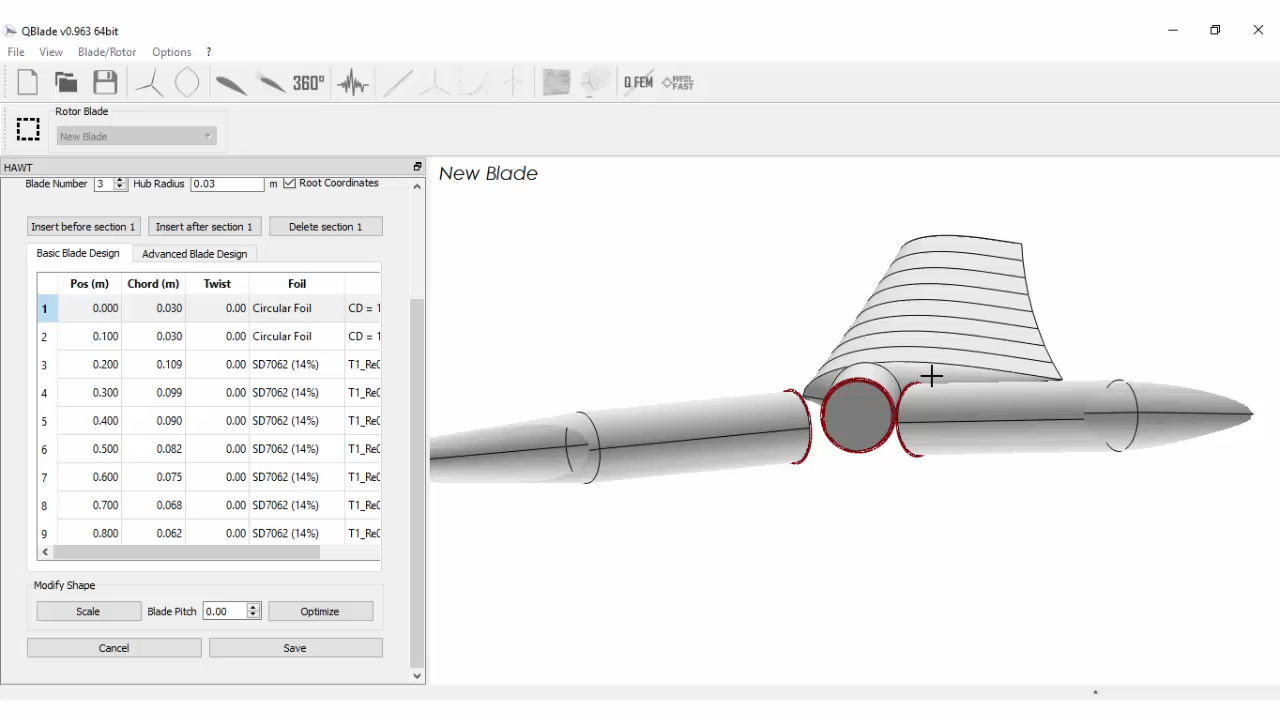 QBlade v0.963 64bit
File View Blade/Rotor Options ?
360° Q FEM NREL FAST
Rotor Blade
New Blade
HAWT
New Blade
Blade Number 3 Hub Radius 0.03 m Root Coordinates
Insert before section 1 Insert after section 1 Delete section 1
Basic Blade Design Advanced Blade Design
Pos (m) Chord (m) Twist Foil
1 0.000 0.030 0.00 Circular Foil CD = 1
2 0.100 0.030 0.00 Circular Foil CD = 1
3 0.200 0.109 0.00 SD7062 (14%) T1_Re0
4 0.300 0.099 0.00 SD7062 (14%) T1_Re0
5 0.400 0.090 0.00 SD7062 (14%) T1_Re0
6 0.500 0.082 0.00 SD7062 (14%) T1_Re0
7 0.600 0.075 0.00 SD7062 (14%) T1_Re0
8 0.700 0.068 0.00 SD7062 (14%) T1_Re0
9 0.800 0.062 0.00 SD7062 (14%) T1_Re0
Modify Shape
Scale Blade Pitch 0.00 Optimize
Cancel Save